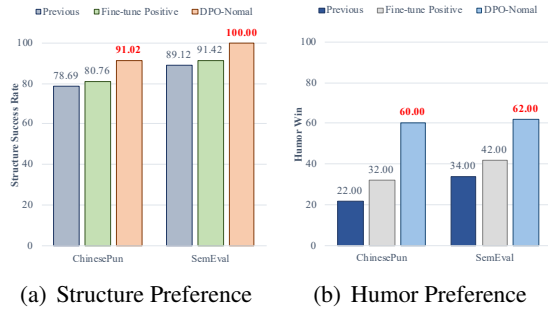 Previous Fine-tune Positive DPO-Nomal
Structure Success Rate
100
80
60
40
20
0
78.69 80.76 91.02
89.12 91.42 100.00
ChinesePun SemEval
(a) Structure Preference
Previous Fine-tune Positive DPO-Nomal
Humor Win
100
80
60
40
20
0
22.00 32.00 60.00
34.00 42.00 62.00
ChinesePun SemEval
(b) Humor Preference